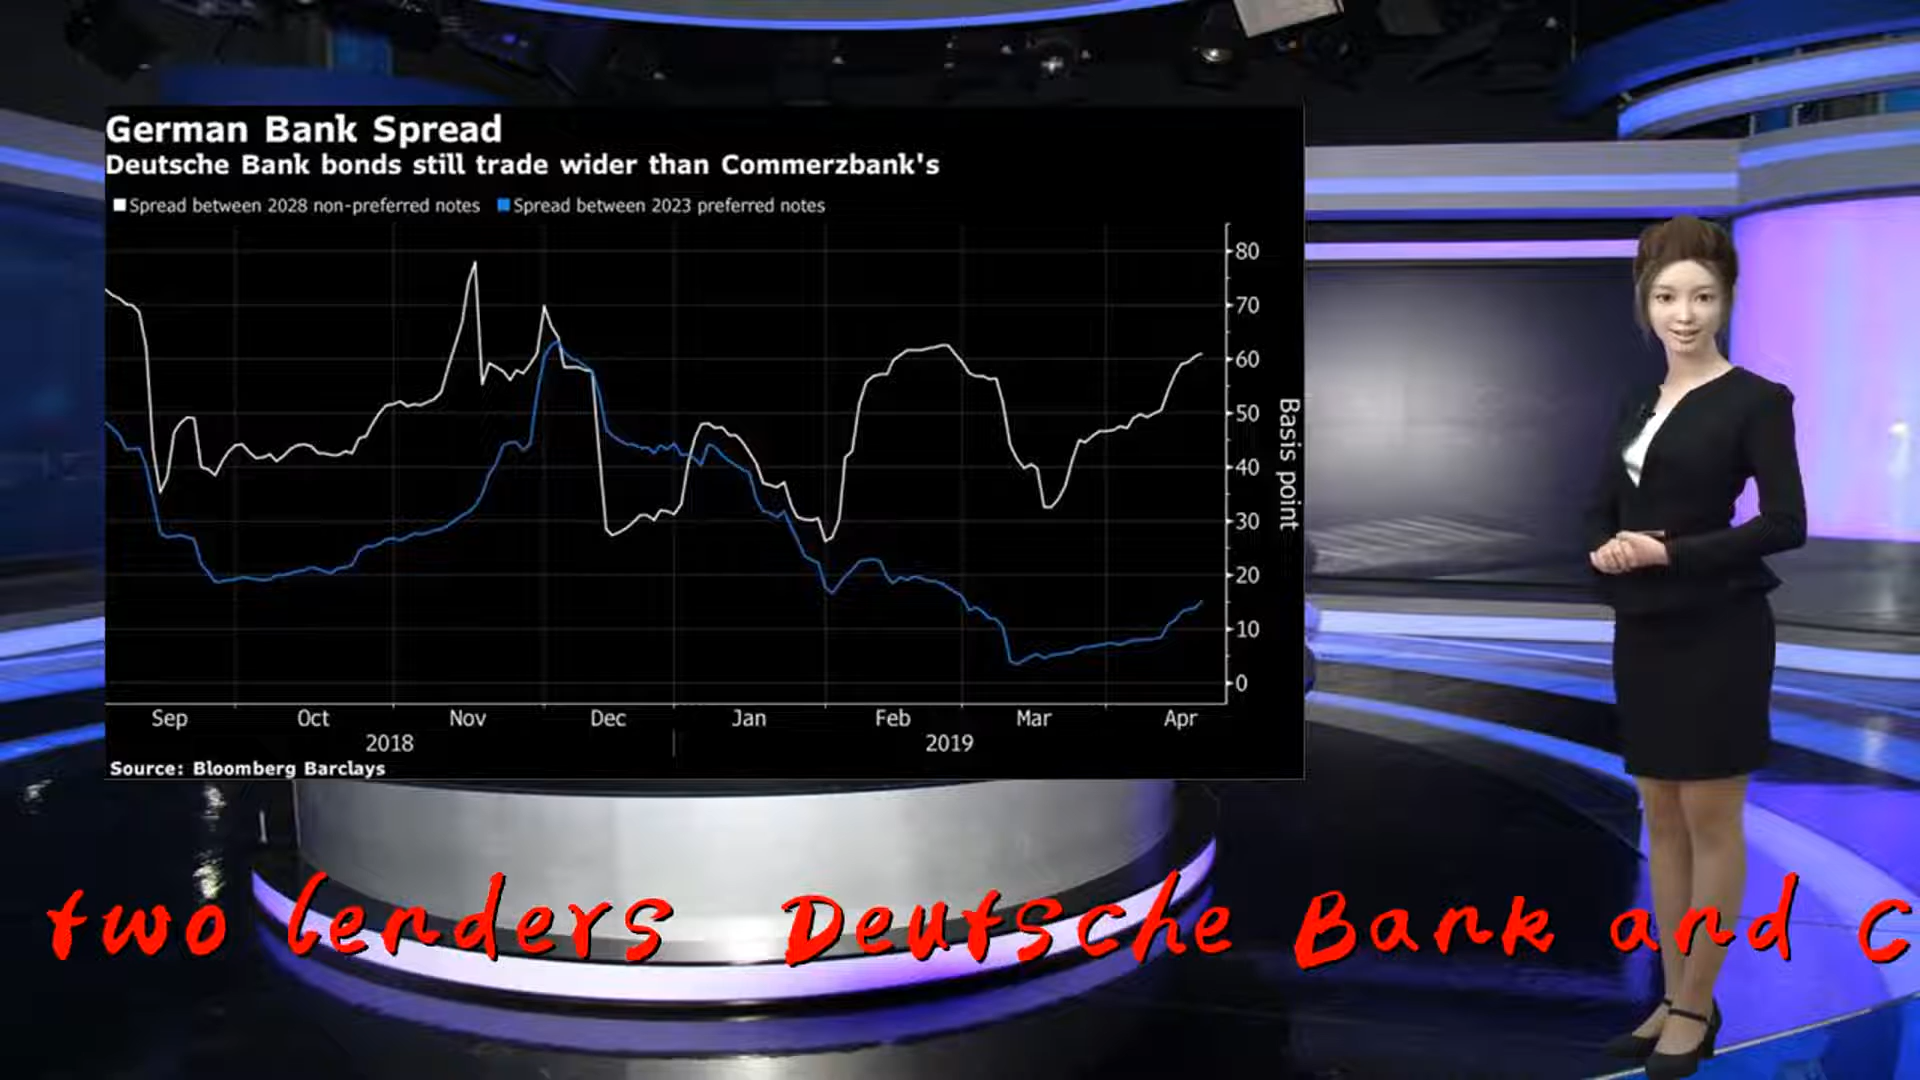 German Bank Spread
Deutsche Bank bonds still trade wider than Commerzbank's
Spread between 2028 non-preferred notes Spread between 2023 preferred notes
80
70
60
50
40
30
20
10
0
Basis point
Sep Oct Nov Dec Jan Feb Mar Apr
2018 2019
Source: Bloomberg Barclays
two lenders Deutsche Bank and C